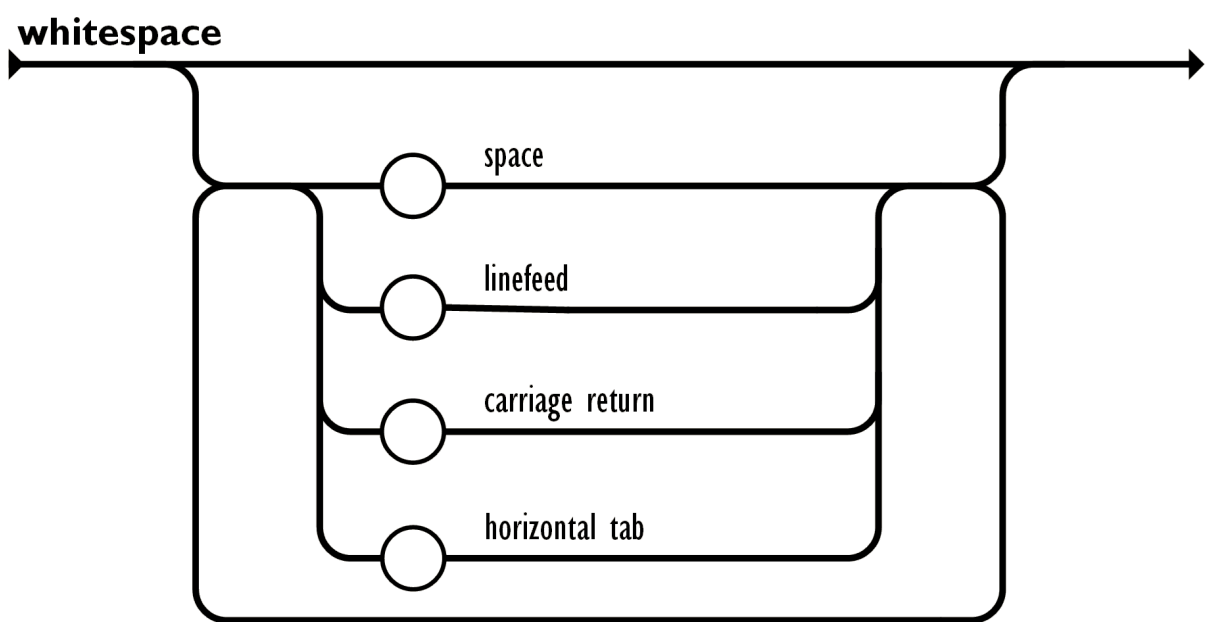 whitespace
space
linefeed
carriage return
horizontal tab